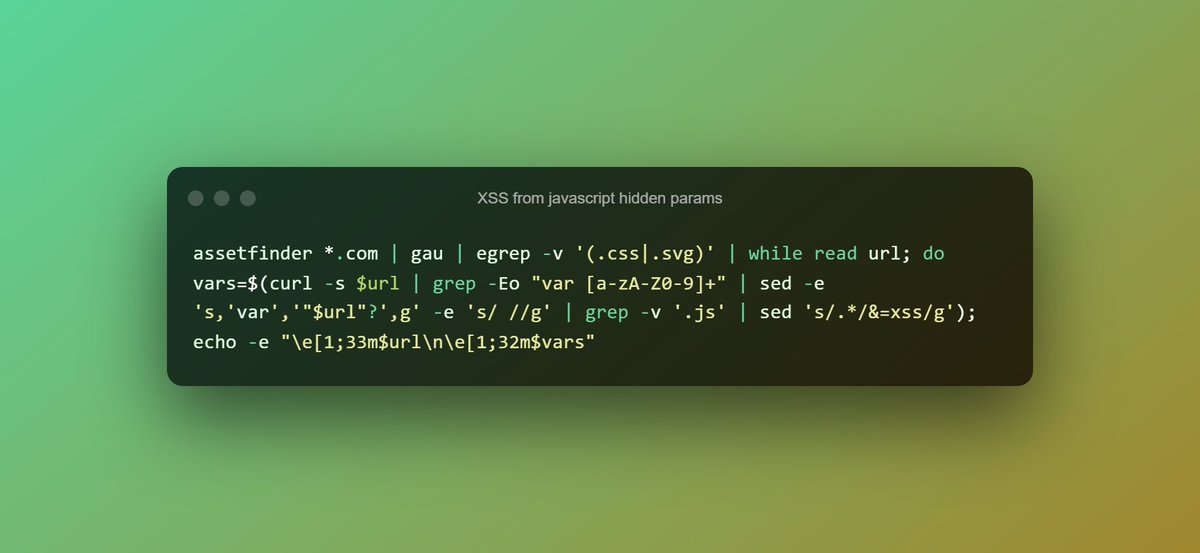 XSS from javascript hidden params
assetfinder *.com | gau | egrep -v '(.css|.svg)' | while read url; do
vars=$(curl -s $url | grep -Eo "var [a-zA-Z0-9]+" | sed -e
's,'var','"$url"?',g' -e 's/ //g' | grep -v '.js' | sed 's/.*/&=xss/g');
echo -e "\e[1;33m$url\n\e[1;32m$vars"